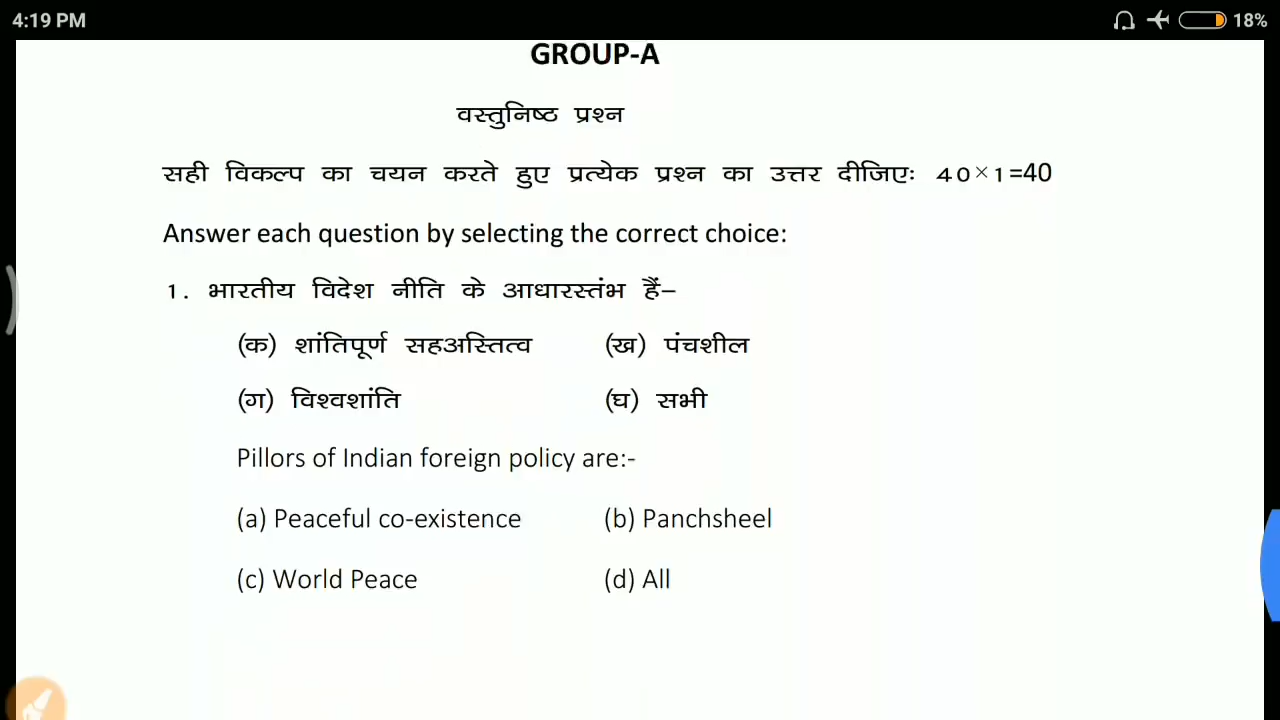 4:19 PM 18%
GROUP-A
वस्तुनिष्ठ प्रश्न
सही विकल्प का चयन करते हुए प्रत्येक प्रश्न का उत्तर दीजिएः 40×1=40
Answer each question by selecting the correct choice:
1. भारतीय विदेश नीति के आधारस्तंभ हैं–
(क) शांतिपूर्ण सहअस्तित्व (ख) पंचशील
(ग) विश्वशांति (घ) सभी
Pillors of Indian foreign policy are:-
(a) Peaceful co-existence (b) Panchsheel
(c) World Peace (d) All